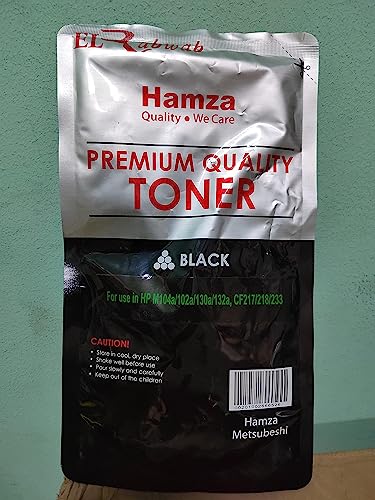 EL Rabwab
Hamza
Quality • We Care
PREMIUM QUALITY
TONER
BLACK
For use in HP M104a/102a/130a/132a, CF217/218/233
CAUTION!
• Store in cool, dry place
• Shake well before use
• Pour slowly and carefully
• Keep out of the children
Hamza
Metsubeshi